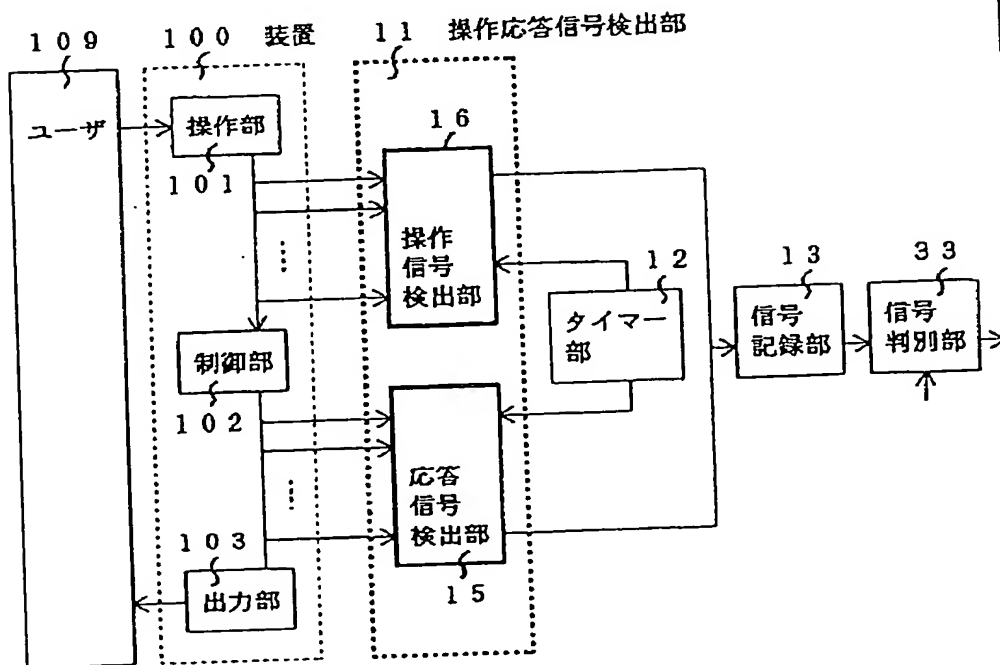 109
100 装置
11 操作応答信号検出部
ユーザ
操作部
101
16
操作
信号
検出部
12
タイマー
部
13
信号
記録部
33
信号
判別部
制御部
102
応答
信号
検出部
15
103
出力部